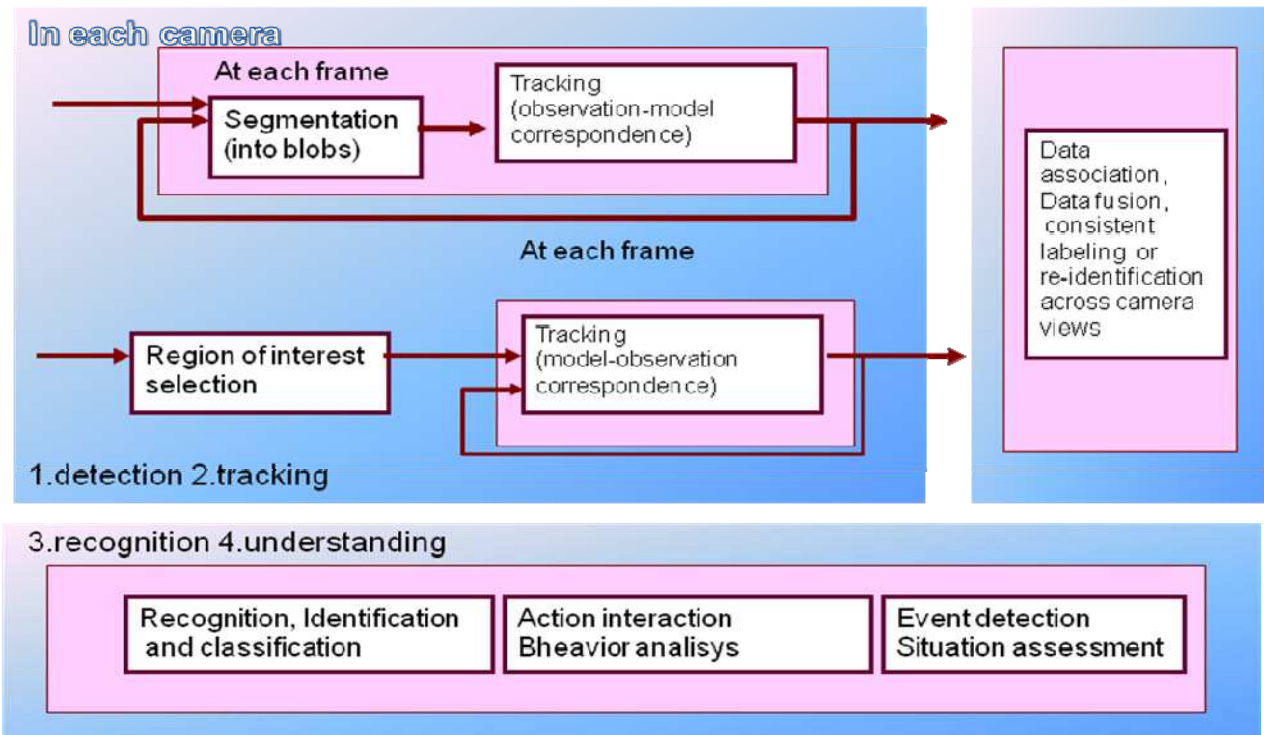 In each camera
At each frame
Segmentation
(into blobs)
Tracking
(observation-model
correspondence)
At each frame
Region of interest
selection
Tracking
(model-observation
correspondence)
1.detection 2.tracking
Data
association,
Data fusion,
consistent
labeling or
re-identification
across camera
views
3.recognition 4.understanding
Recognition, Identification
and classification
Action interaction
Bheavior analisys
Event detection
Situation assessment